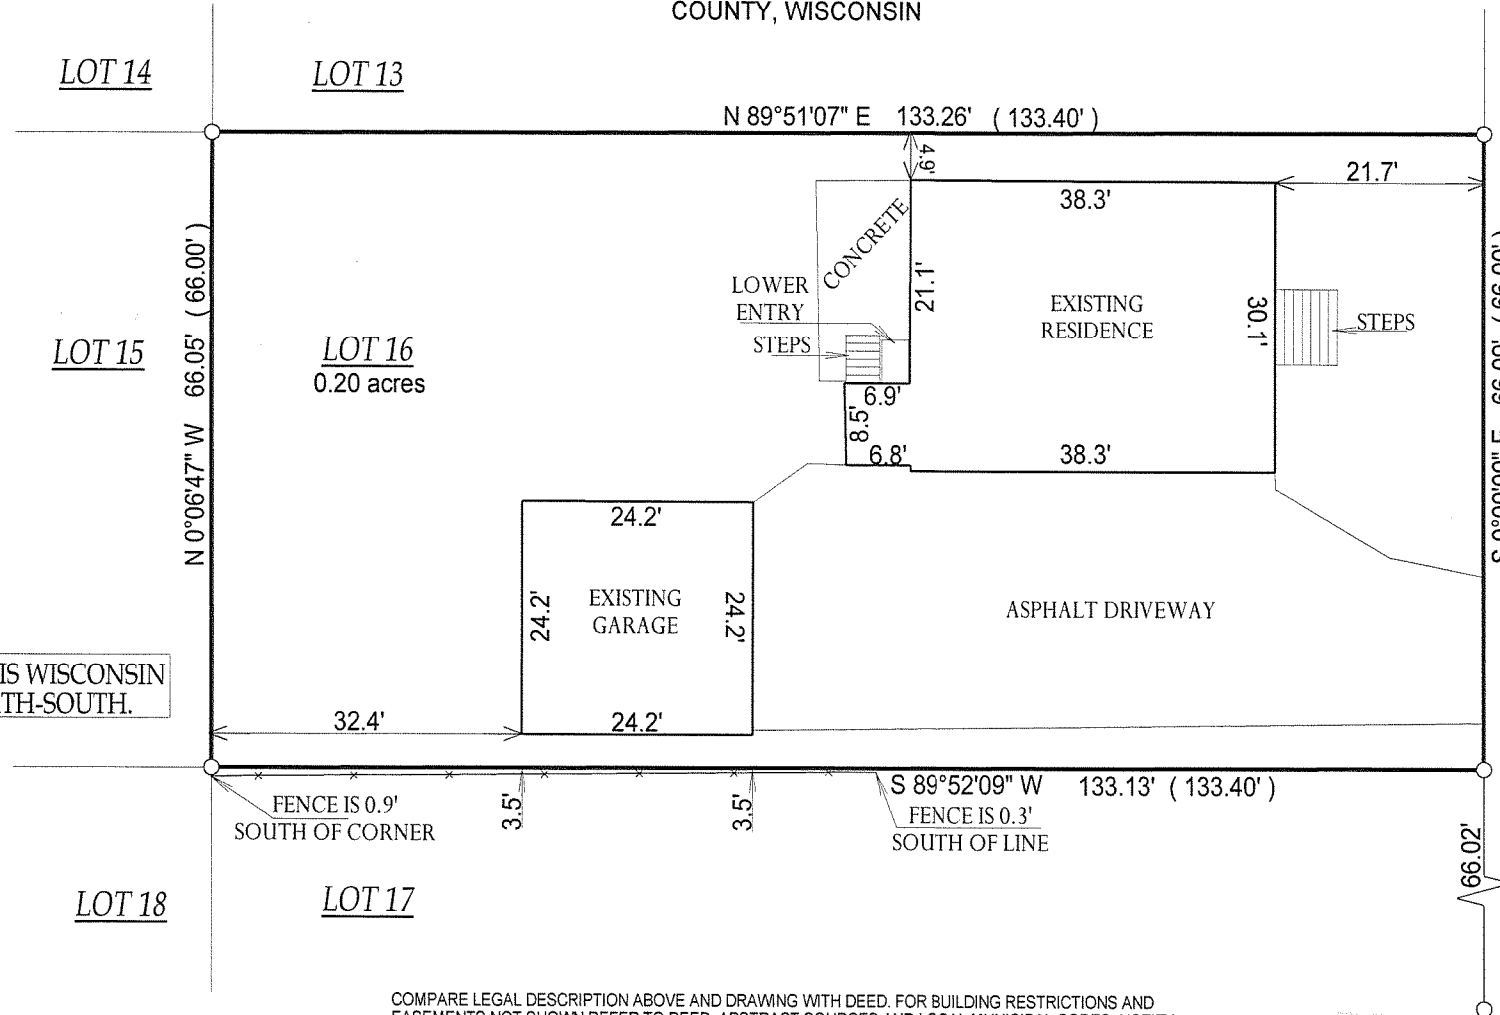 COUNTY, WISCONSIN
LOT 14
LOT 13
N 89°51'07" E 133.26' ( 133.40' )
4.9'
21.7'
38.3'
CONCRETE
21.1'
LOWER
ENTRY
STEPS
EXISTING
RESIDENCE
30.1'
STEPS
N 0°06'47" W 66.05' ( 66.00' )
LOT 15
LOT 16
0.20 acres
6.9'
8.5'
6.8'
38.3'
24.2'
24.2'
EXISTING
GARAGE
24.2'
24.2'
ASPHALT DRIVEWAY
IS WISCONSIN
TH-SOUTH.
32.4'
S 89°52'09" W 133.13' ( 133.40' )
FENCE IS 0.9'
SOUTH OF CORNER
3.5'
3.5'
FENCE IS 0.3'
SOUTH OF LINE
66.02'
LOT 18
LOT 17
COMPARE LEGAL DESCRIPTION ABOVE AND DRAWING WITH DEED. FOR BUILDING RESTRICTIONS AND